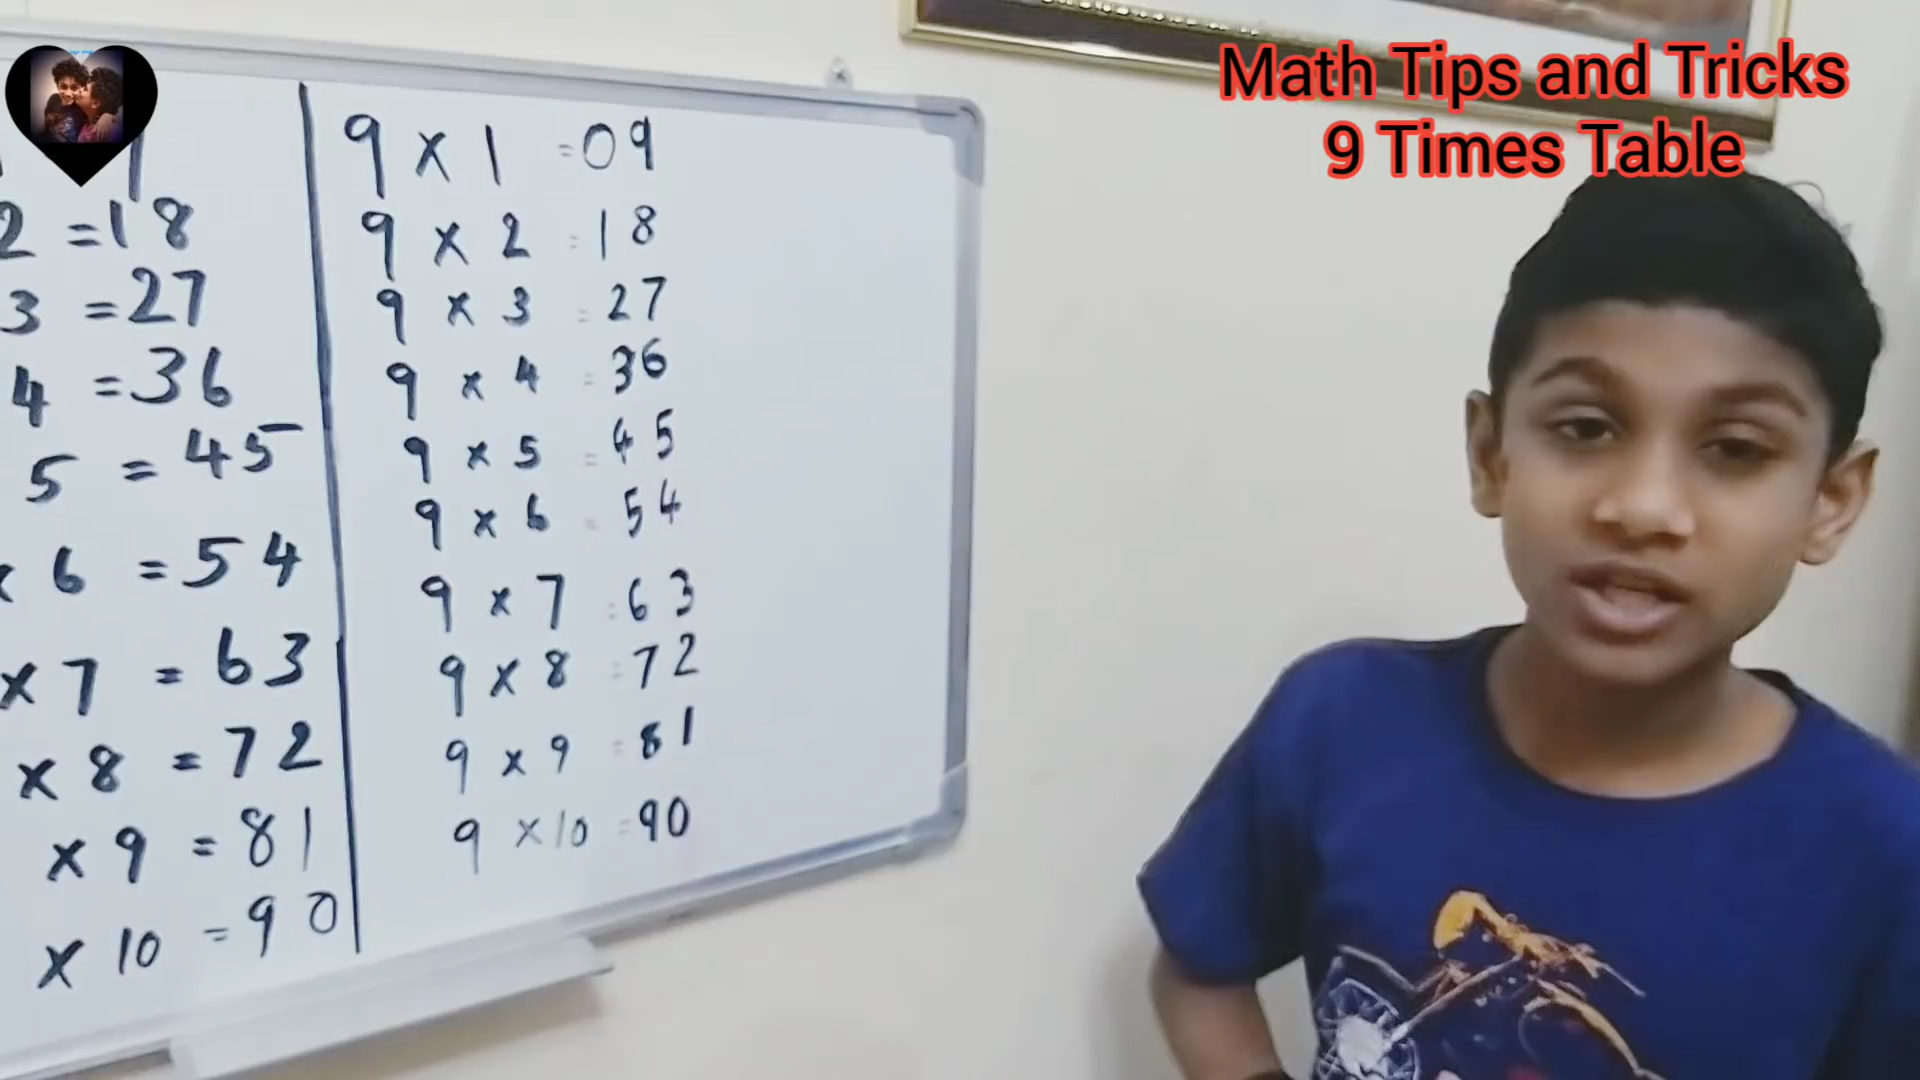 Math Tips and Tricks
9 Times Table
2 =18
3 =27
4 =36
5 = 45
x 6 = 54
x 7 = 63
x 8 = 72
x 9 = 81
x 10 = 90
9 x 1 = 09
9 x 2 = 18
9 x 3 = 27
9 x 4 = 36
9 x 5 = 45
9 x 6 = 54
9 x 7 = 63
9 x 8 = 72
9 x 9 = 81
9 x 10 = 90